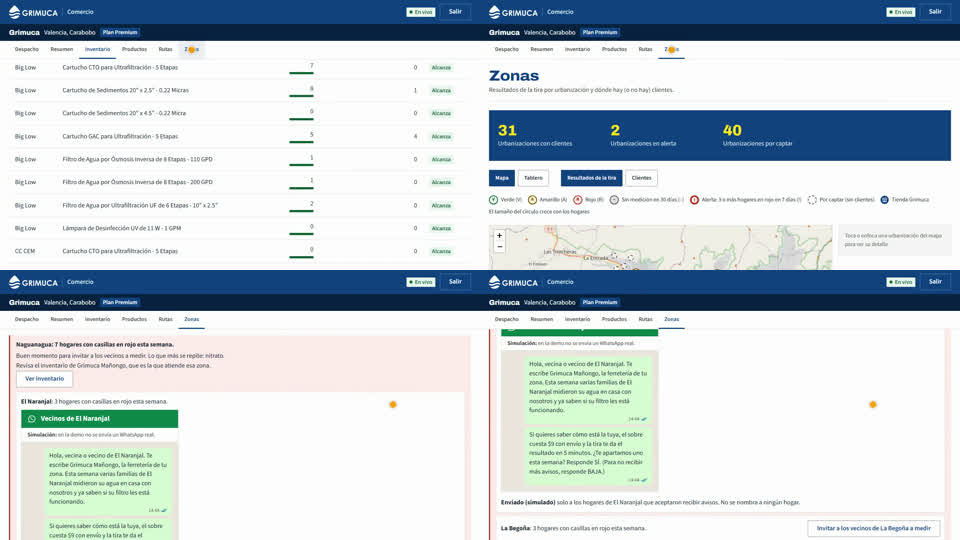 GRIMUCA Comercio En vivo Salir
Grimuca Valencia, Carabobo Plan Premium
Despacho Resumen Inventario Productos Rutas
Big Low Cartucho CTO para Ultrafiltración - 5 Etapas 7 0 Alcanza
Big Low Cartucho de Sedimentos 20" x 2.5" - 0.22 Micras 8 1 Alcanza
Big Low Cartucho de Sedimentos 20" x 4.5" - 0.22 Micra 0 0 Alcanza
Big Low Cartucho GAC para Ultrafiltración - 5 Etapas 5 4 Alcanza
Big Low Filtro de Agua por Ósmosis Inversa de 8 Etapas - 110 GPD 1 0 Alcanza
Big Low Filtro de Agua por Ósmosis Inversa de 8 Etapas - 200 GPD 1 0 Alcanza
Big Low Filtro de Agua por Ultrafiltración UF de 6 Etapas - 10" x 2.5" 2 0 Alcanza
Big Low Lámpara de Desinfección UV de 11 W - 1 GPM 0 0 Alcanza
CC CEM Cartucho CTO para Ultrafiltración - 5 Etapas 0 0 Alcanza
GRIMUCA Comercio En vivo Salir
Grimuca Valencia, Carabobo Plan Premium
Despacho Resumen Inventario Productos Rutas
Zonas
Resultados de la tira por urbanización y dónde hay (o no hay) clientes.
31 2 40
Urbanizaciones con clientes Urbanizaciones en alerta Urbanizaciones por captar
Mapa Tablero Resultados de la tira Clientes
Verde (V) Amarillo (A) Rojo (R) Sin medición en 30 días (-) Alerta: 3 o más hogares en rojo en 7 días (!) Por captar (sin clientes) Tienda Grimuca
El tamaño del círculo crece con los hogares
+
−
Las Trincheras
La Entrada
Toca o enfoca una urbanización del mapa
para ver su detalle
GRIMUCA Comercio En vivo Salir
Grimuca Valencia, Carabobo Plan Premium
Despacho Resumen Inventario Productos Rutas Zonas
Naguanagua: 7 hogares con casillas en rojo esta semana.
Buen momento para invitar a los vecinos a medir. Lo que más se repite: nitrato.
Revisa el inventario de Grimuca Mañongo, que es la que atiende esa zona.
Ver inventario
El Naranjal: 3 hogares con casillas en rojo esta semana.
Vecinos de El Naranjal
Simulación: en la demo no se envía un WhatsApp real.
Hola, vecina o vecino de El Naranjal. Te
escribe Grimuca Mañongo, la ferretería de tu
zona. Esta semana varias familias de El
Naranjal midieron su agua en casa con
nosotros y ya saben si su filtro les está
funcionando.
Si quieres saber cómo está la tuya, el sobre
cuesta $9 con envío y la tira te da el
GRIMUCA Comercio En vivo Salir
Grimuca Valencia, Carabobo Plan Premium
Despacho Resumen Inventario Productos Rutas Zonas
Simulación: en la demo no se envía un WhatsApp real.
Hola, vecina o vecino de El Naranjal. Te
escribe Grimuca Mañongo, la ferretería de tu
zona. Esta semana varias familias de El
Naranjal midieron su agua en casa con
nosotros y ya saben si su filtro les está
funcionando.
Si quieres saber cómo está la tuya, el sobre
cuesta $9 con envío y la tira te da el
resultado en 5 minutos. ¿Te apartamos uno
esta semana? Responde SÍ. (Para no recibir
más avisos, responde BAJA.)
Enviado (simulado) solo a los hogares de El Naranjal que aceptaron recibir avisos. No se nombra a ningún hogar.
La Begoña: 3 hogares con casillas en rojo esta semana. Invitar a los vecinos de La Begoña a medir